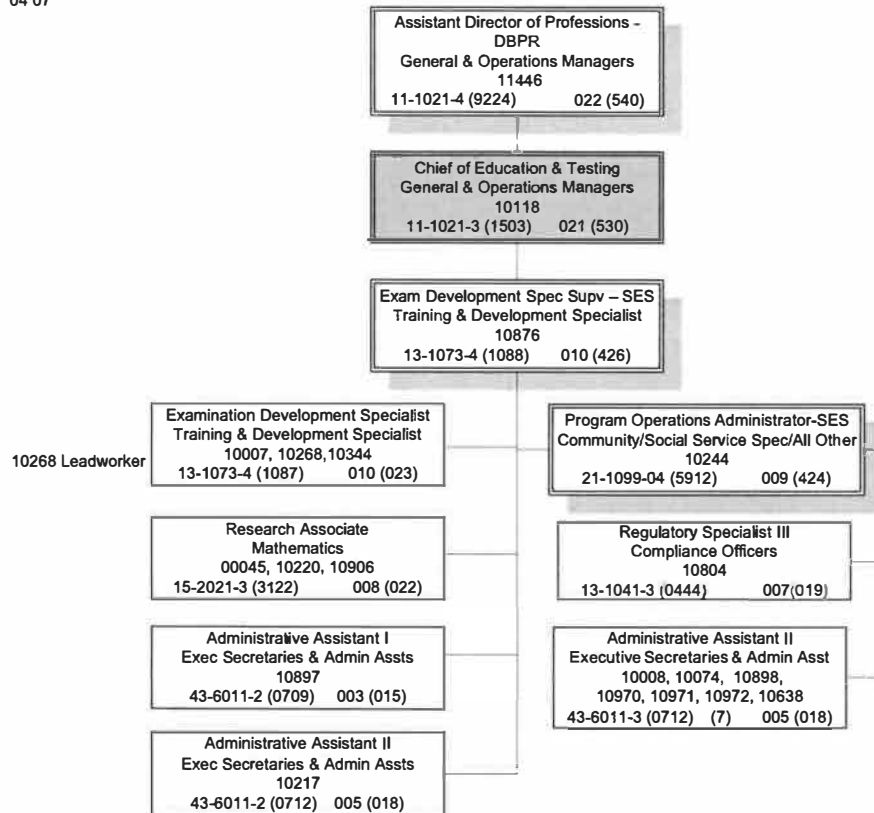 Assistant Director of Professions -
DBPR
General & Operations Managers
11446
11-1021-4 (9224) 022 (540)
Chief of Education & Testing
General & Operations Managers
10118
11-1021-3 (1503) 021 (530)
Exam Development Spec Supv – SES
Training & Development Specialist
10876
13-1073-4 (1088) 010 (426)
Examination Development Specialist
Training & Development Specialist
10007, 10268,10344
13-1073-4 (1087) 010 (023)
10268 Leadworker
Program Operations Administrator-SES
Community/Social Service Spec/All Other
10244
21-1099-04 (5912) 009 (424)
Research Associate
Mathematics
00045, 10220, 10906
15-2021-3 (3122) 008 (022)
Regulatory Specialist III
Compliance Officers
10804
13-1041-3 (0444) 007(019)
Administrative Assistant I
Exec Secretaries & Admin Assts
10897
43-6011-2 (0709) 003 (015)
Administrative Assistant II
Executive Secretaries & Admin Asst
10008, 10074, 10898,
10970, 10971, 10972, 10638
43-6011-3 (0712) (7) 005 (018)
Administrative Assistant II
Exec Secretaries & Admin Assts
10217
43-6011-2 (0712) 005 (018)